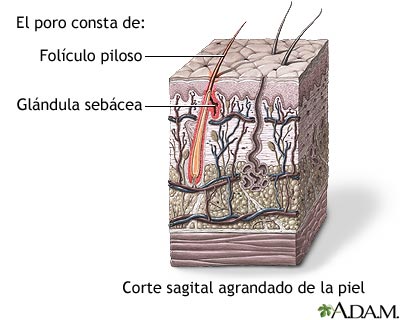 El poro consta de:
Folículo piloso
Glándula sebácea
Corte sagital agrandado de la piel
A.D.A.M.